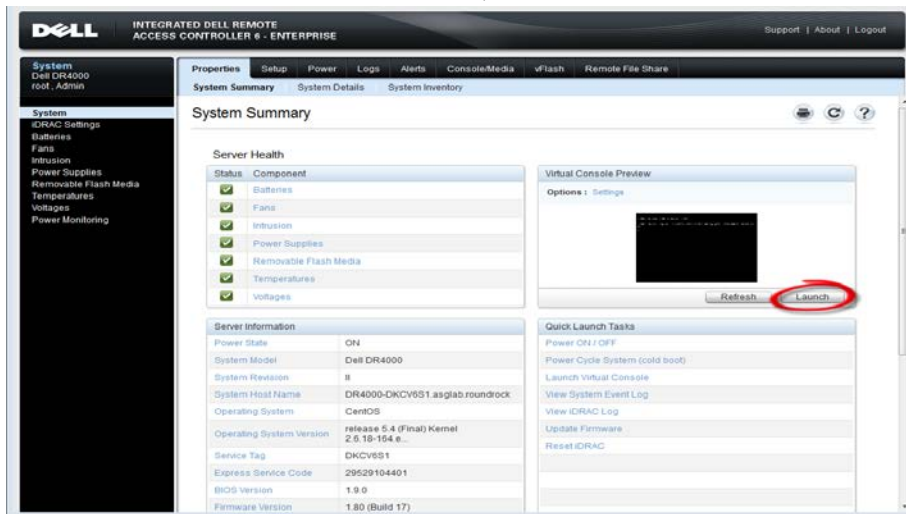 DELL
INTEGRATED DELL REMOTE
ACCESS CONTROLLER 6 - ENTERPRISE
Support | About | Logout
System
Dell DR4000
root , Admin
Properties Setup Power Logs Alerts Console/Media vFlash Remote File Share
System Summary System Details System Inventory
System
iDRAC Settings
Batteries
Fans
Intrusion
Power Supplies
Removable Flash Media
Temperatures
Voltages
Power Monitoring
System Summary
Server Health
Status Component
Batteries
Fans
Intrusion
Power Supplies
Removable Flash Media
Temperatures
Voltages
Virtual Console Preview
Options : Settings
Refresh Launch
Server Information
Power State ON
System Model Dell DR4000
System Revision II
System Host Name DR4000-DKCV6S1.asglab.roundrock
Operating System CentOS
Operating System Version release 5.4 (Final) Kernel
2.6.18-164.e...
Service Tag DKCV6S1
Express Service Code 29529104401
BIOS Version 1.9.0
Firmware Version 1.80 (Build 17)
Quick Launch Tasks
Power ON / OFF
Power Cycle System (cold boot)
Launch Virtual Console
View System Event Log
View iDRAC Log
Update Firmware
Reset iDRAC